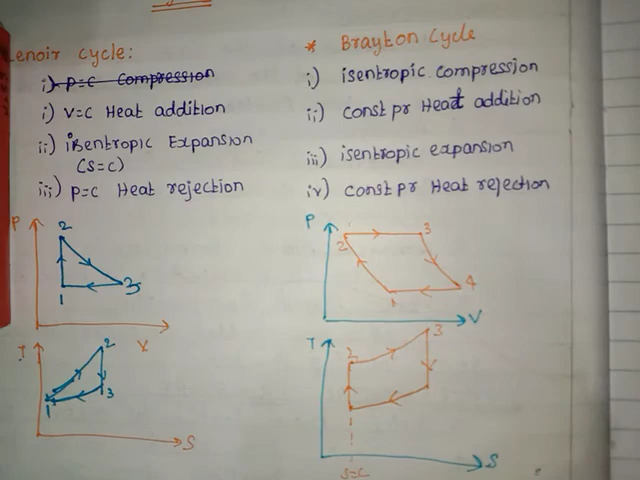 Lenoir Cycle:
i) P=C Compression
i) V=C Heat addition
ii) isentropic Expansion
(S=C)
iii) P=C Heat rejection
* Brayton Cycle
i) isentropic compression
ii) const pr Heat addition
iii) isentropic expansion
iv) const pr Heat rejection
P
2
1
3
V
P
2
3
1
4
V
T
2
1
3
S
T
2
3
S=C
S